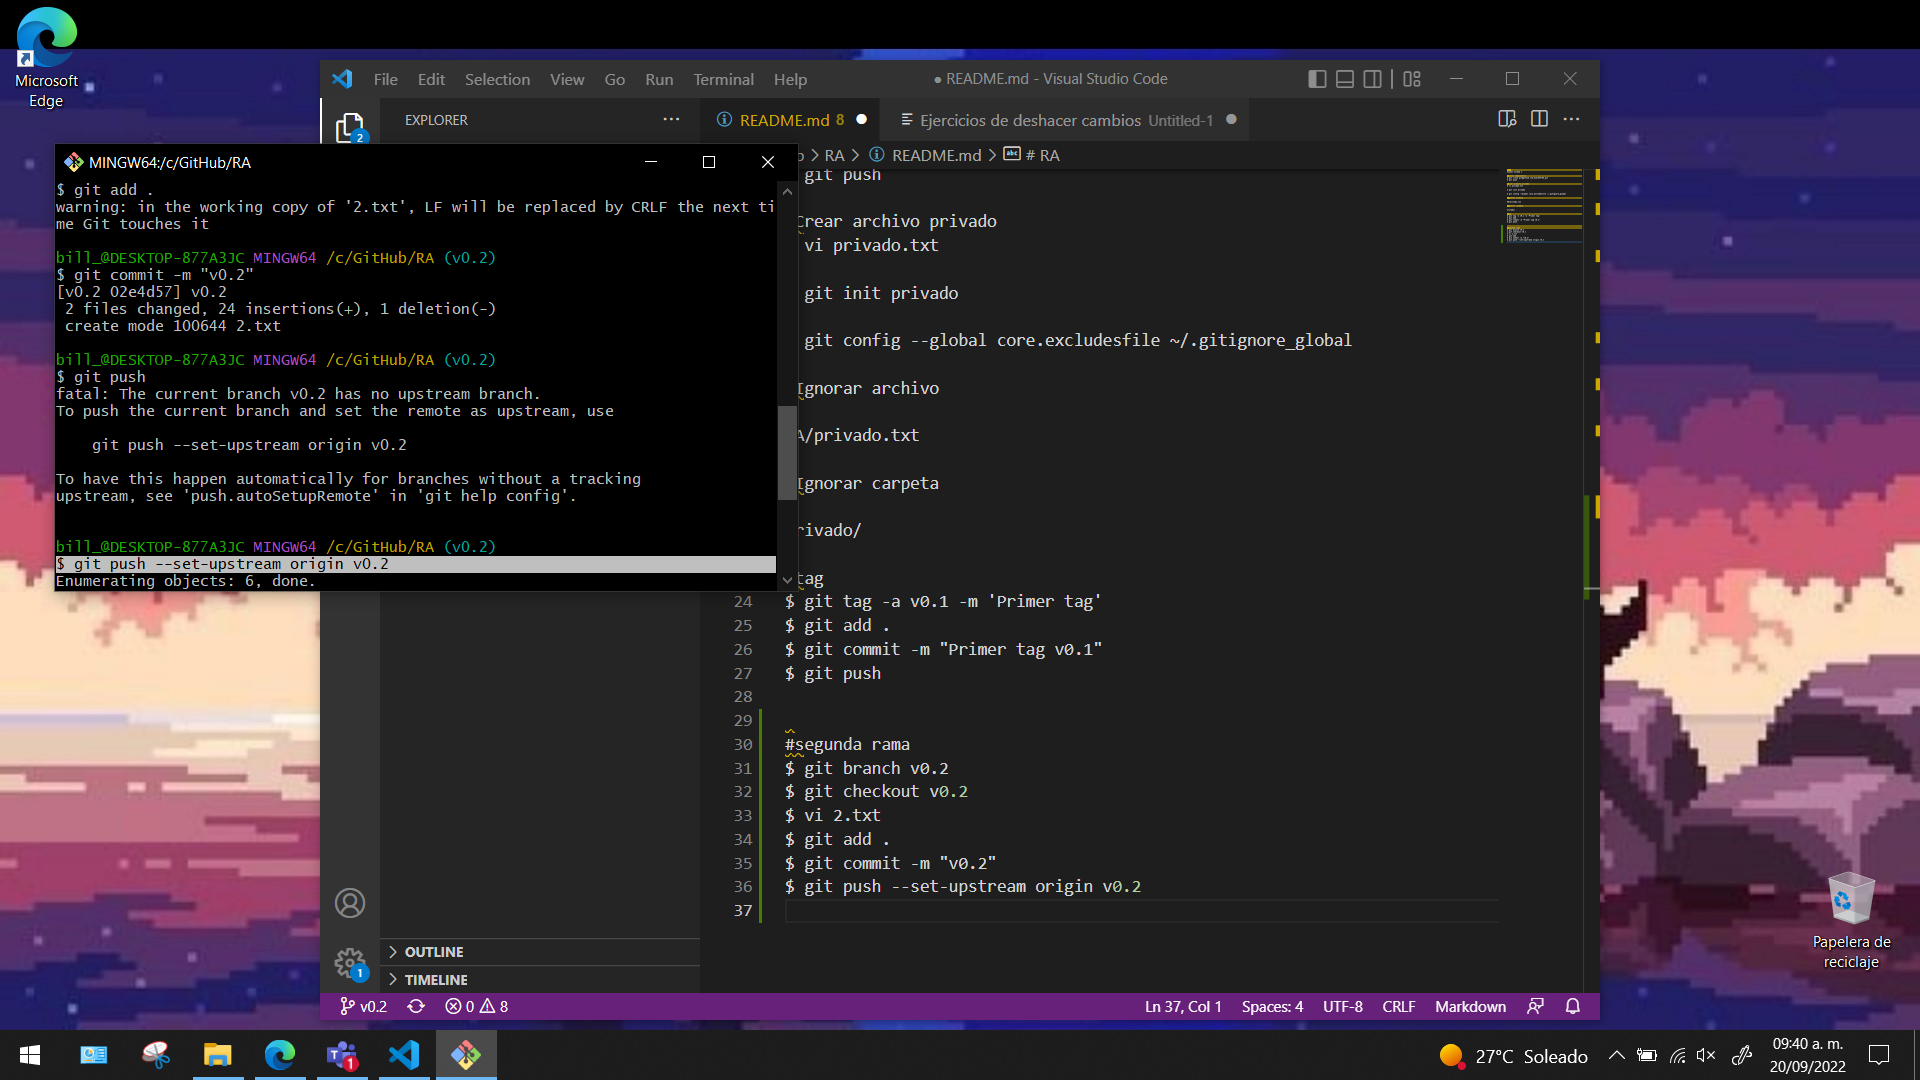 Microsoft
Edge
File Edit Selection View Go Run Terminal Help
● README.md - Visual Studio Code
EXPLORER
README.md 8
Ejercicios de deshacer cambios Untitled-1
2
RA > README.md > # RA
MINGW64:/c/GitHub/RA
$ git add .
warning: in the working copy of '2.txt', LF will be replaced by CRLF the next ti
me Git touches it
bill_@DESKTOP-877A3JC MINGW64 /c/GitHub/RA (v0.2)
$ git commit -m "v0.2"
[v0.2 02e4d57] v0.2
2 files changed, 24 insertions(+), 1 deletion(-)
create mode 100644 2.txt
bill_@DESKTOP-877A3JC MINGW64 /c/GitHub/RA (v0.2)
$ git push
fatal: The current branch v0.2 has no upstream branch.
To push the current branch and set the remote as upstream, use
git push --set-upstream origin v0.2
To have this happen automatically for branches without a tracking
upstream, see 'push.autoSetupRemote' in 'git help config'.
bill_@DESKTOP-877A3JC MINGW64 /c/GitHub/RA (v0.2)
$ git push --set-upstream origin v0.2
Enumerating objects: 6, done.
git push
crear archivo privado
vi privado.txt
git init privado
git config --global core.excludesfile ~/.gitignore_global
Ignorar archivo
A/privado.txt
Ignorar carpeta
rivado/
tag
24 $ git tag -a v0.1 -m 'Primer tag'
25 $ git add .
26 $ git commit -m "Primer tag v0.1"
27 $ git push
28
29
30 #segunda rama
31 $ git branch v0.2
32 $ git checkout v0.2
33 $ vi 2.txt
34 $ git add .
35 $ git commit -m "v0.2"
36 $ git push --set-upstream origin v0.2
37
OUTLINE
1
TIMELINE
v0.2 0 8
Ln 37, Col 1 Spaces: 4 UTF-8 CRLF Markdown
Papelera de
reciclaje
1
27°C Soleado
09:40 a. m.
20/09/2022